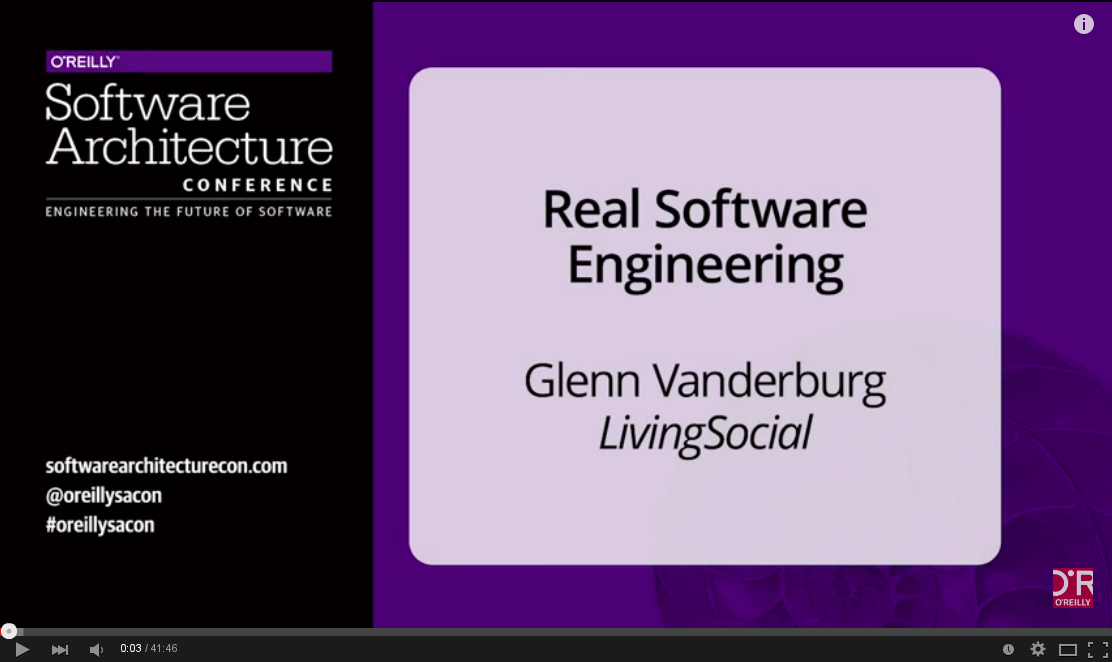 O'REILLY™
Software
Architecture
CONFERENCE
ENGINEERING THE FUTURE OF SOFTWARE
softwarearchitecturecon.com
@oreillysacon
#oreillysacon
Real Software
Engineering
Glenn Vanderburg
LivingSocial
i
O'R
O'REILLY
0:03 / 41:46